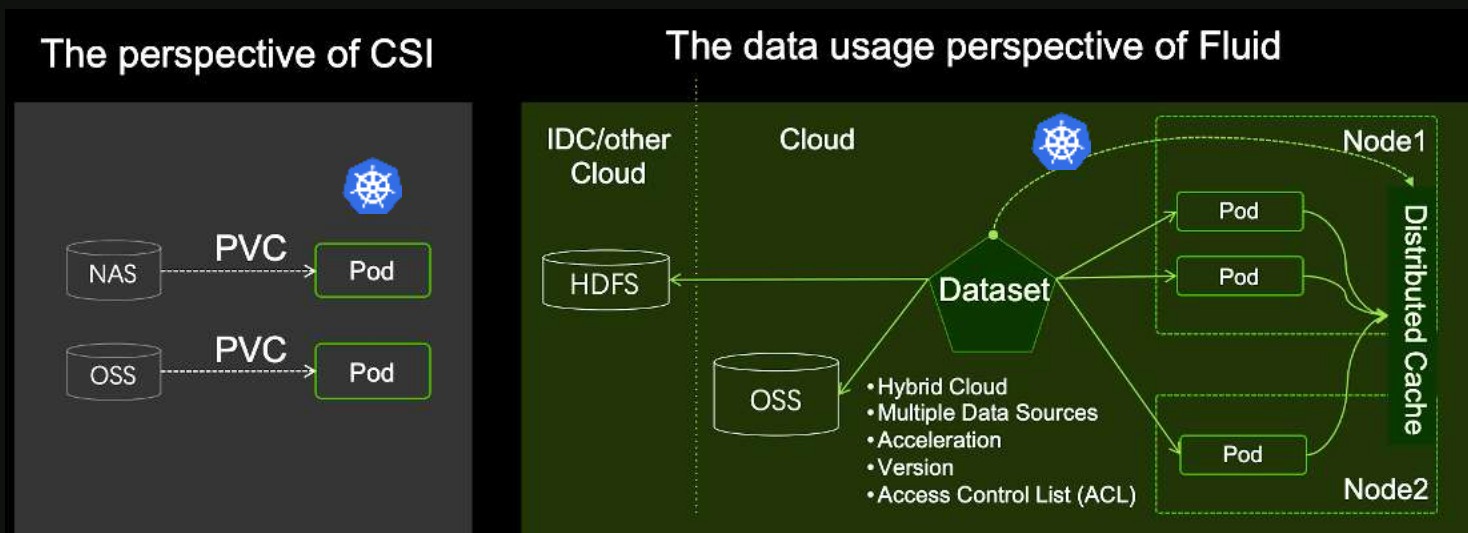 The perspective of CSI
NAS
PVC
Pod
OSS
PVC
Pod
The data usage perspective of Fluid
IDC/other
Cloud
Cloud
HDFS
OSS
Dataset
•Hybrid Cloud
•Multiple Data Sources
•Acceleration
•Version
•Access Control List (ACL)
Node1
Pod
Pod
Pod
Node2
Distributed Cache